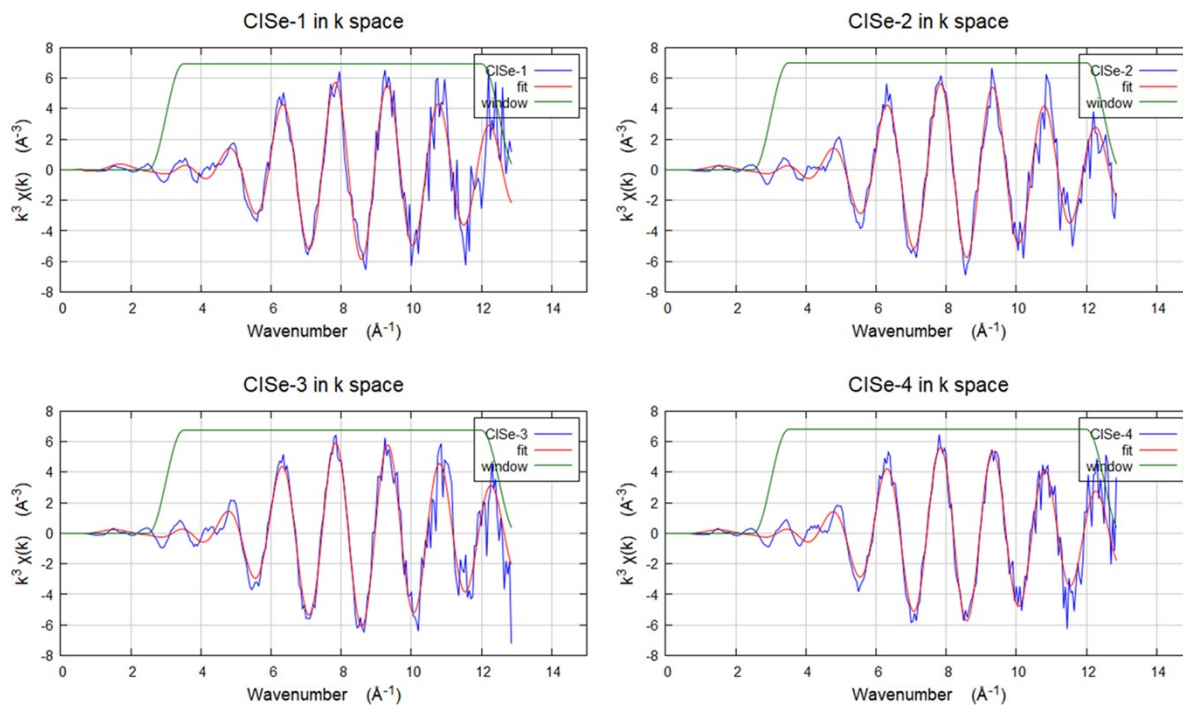 CISe-1 in k space
CISe-2 in k space
8
6
4
2
0
-2
-4
-6
-8
k³ χ(k) (Å⁻³)
CISe-1
fit
window
0 2 4 6 8 10 12 14
Wavenumber (Å⁻¹)
8
6
4
2
0
-2
-4
-6
-8
k³ χ(k) (Å⁻³)
CISe-2
fit
window
0 2 4 6 8 10 12 14
Wavenumber (Å⁻¹)
CISe-3 in k space
CISe-4 in k space
8
6
4
2
0
-2
-4
-6
-8
k³ χ(k) (Å⁻³)
CISe-3
fit
window
0 2 4 6 8 10 12 14
Wavenumber (Å⁻¹)
8
6
4
2
0
-2
-4
-6
-8
k³ χ(k) (Å⁻³)
CISe-4
fit
window
0 2 4 6 8 10 12 14
Wavenumber (Å⁻¹)